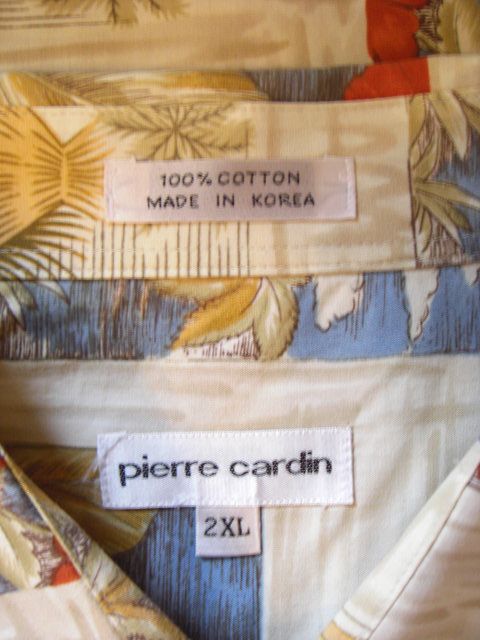 100% COTTON
MADE IN KOREA
pierre cardin
2XL